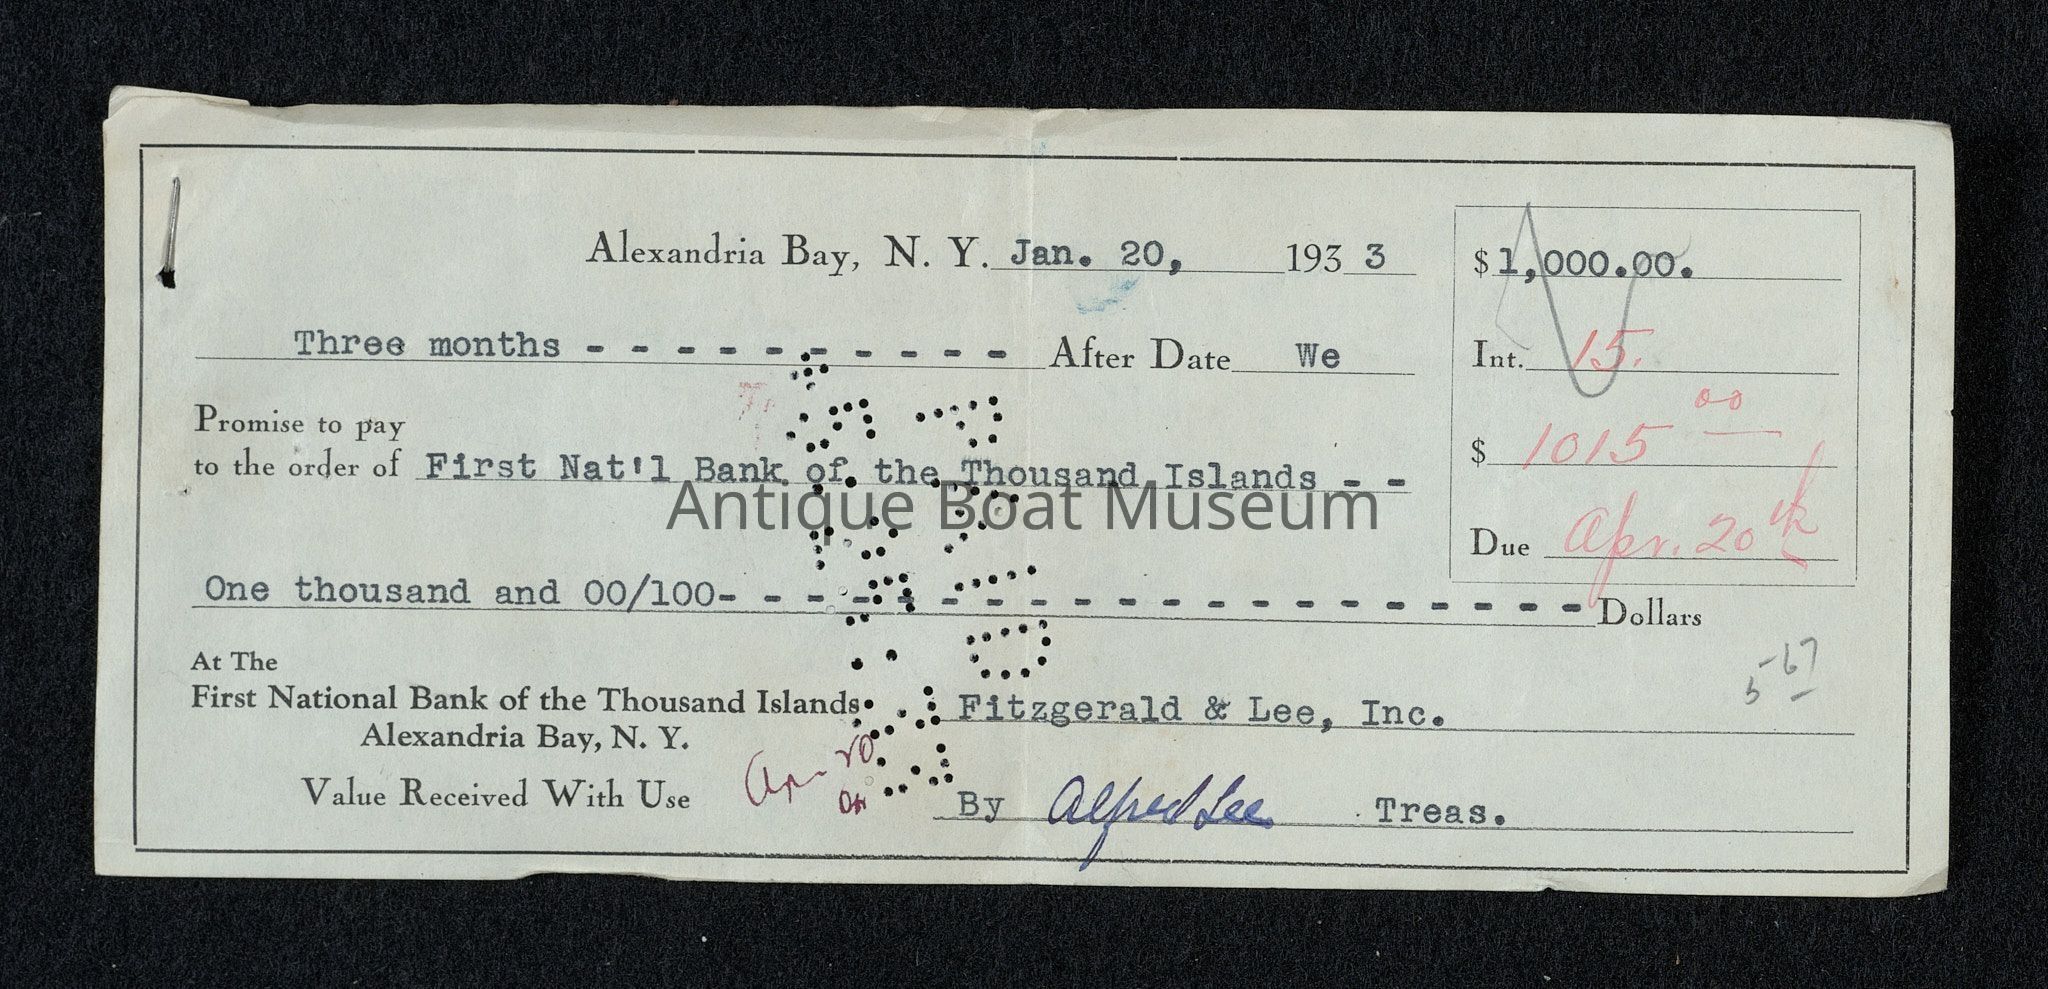 Alexandria Bay, N. Y. Jan. 20, 1933
$1,000.00.
Three months - - - - - - - - - - After Date We
Int. 15.
Promise to pay
to the order of First Nat'l Bank of the Thousand Islands - -
$ 1015 00
Antique Boat Museum
Due Apr. 20th
One thousand and 00/100- - - - - - - - - - - - - - - - - - - - Dollars
At The
First National Bank of the Thousand Islands
Alexandria Bay, N. Y.
Fitzgerald & Lee, Inc.
Value Received With Use
By Alfred Lee Treas.